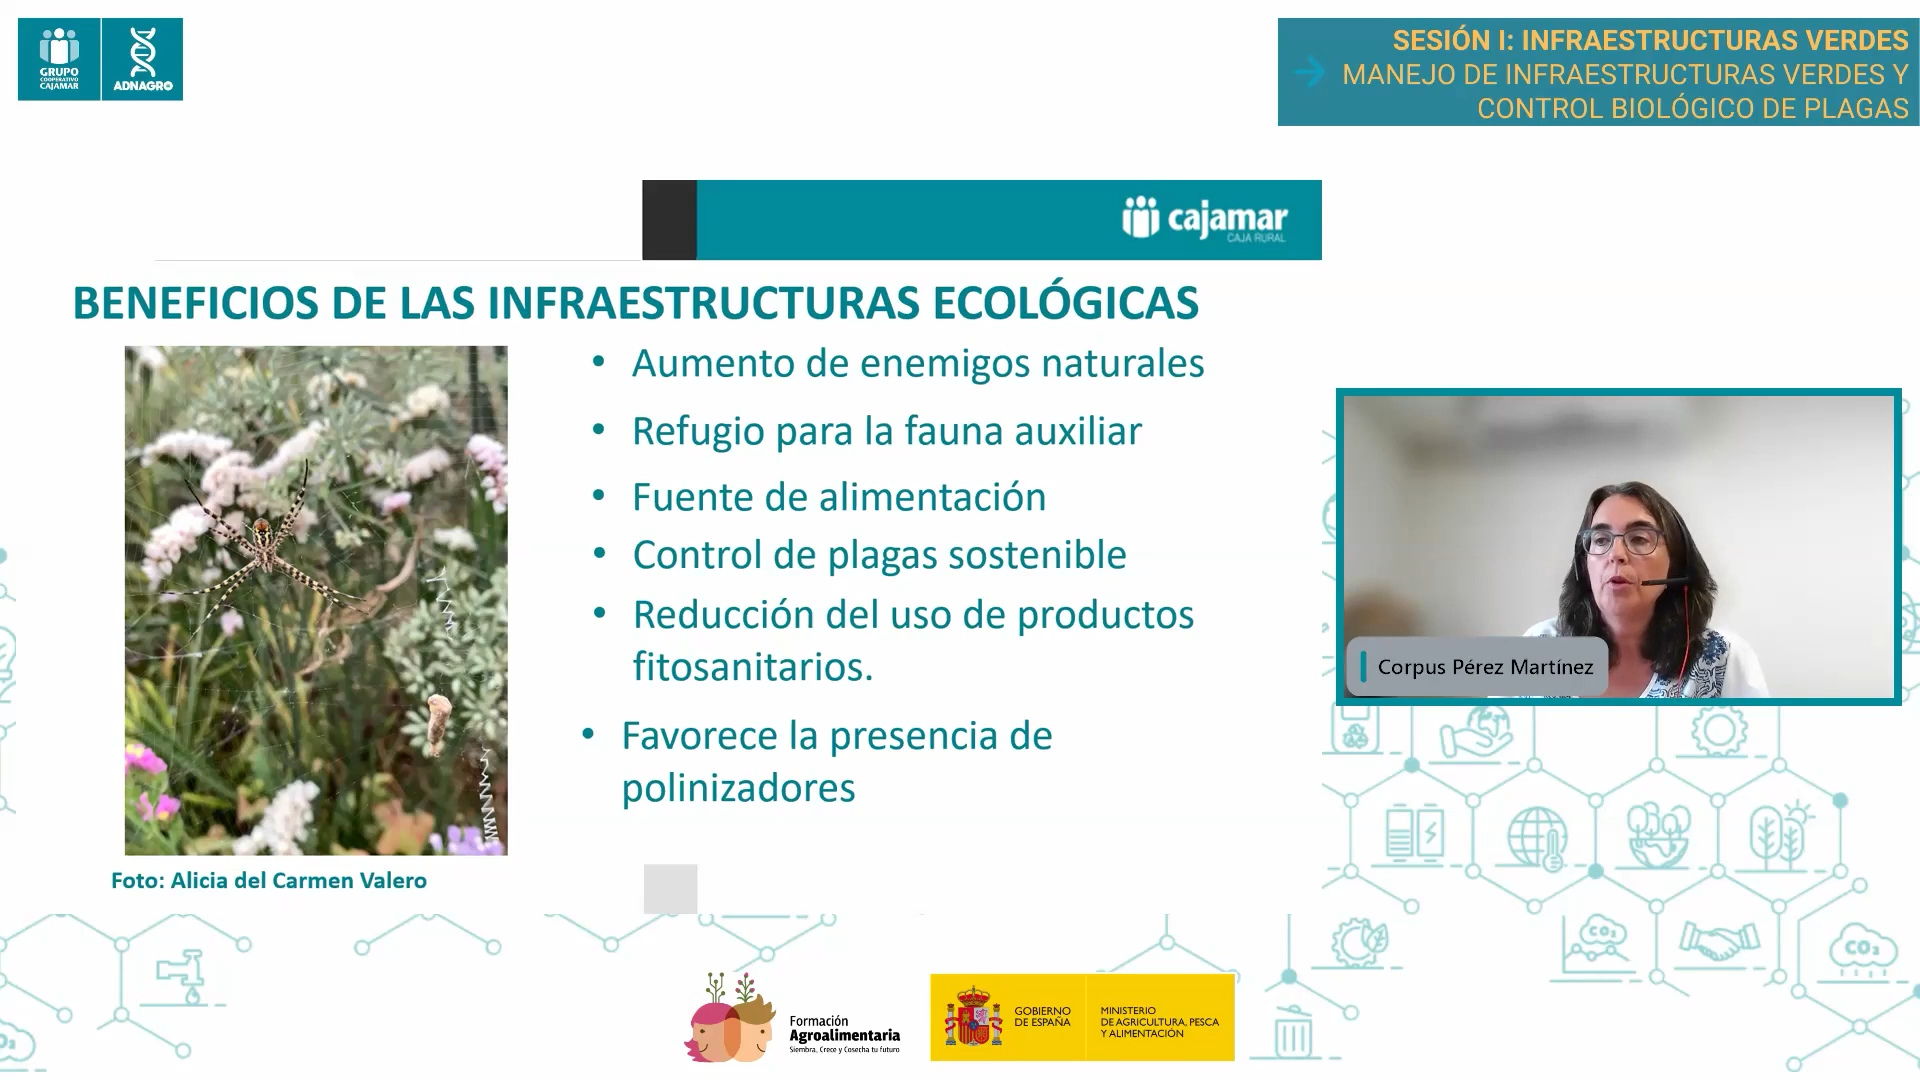 GRUPO
COOPERATIVO
CAJAMAR
ADNAGRO
SESIÓN I: INFRAESTRUCTURAS VERDES
MANEJO DE INFRAESTRUCTURAS VERDES Y
CONTROL BIOLÓGICO DE PLAGAS
cajamar
CAJA RURAL
BENEFICIOS DE LAS INFRAESTRUCTURAS ECOLÓGICAS
• Aumento de enemigos naturales
• Refugio para la fauna auxiliar
• Fuente de alimentación
• Control de plagas sostenible
• Reducción del uso de productos
fitosanitarios.
• Favorece la presencia de
polinizadores
Foto: Alicia del Carmen Valero
Corpus Pérez Martínez
CO₂
CO₂
Formación
Agroalimentaria
Siembra, Crece y Cosecha tu futuro
GOBIERNO
DE ESPAÑA
MINISTERIO
DE AGRICULTURA, PESCA
Y ALIMENTACIÓN